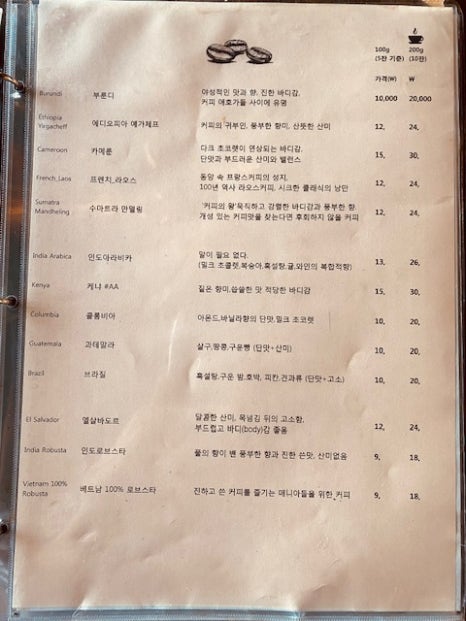 100g 200g
(5잔 기준) (10잔)
가격(₩) ₩
Burundi 부룬디 야성적인 맛과 향. 진한 바디감, 10,000 20,000
커피 애호가들 사이에 유명
Ethiopia
Yirgacheff 에디오피아 예가체프 커피의 귀부인, 풍부한 향미, 산뜻한 산미 12, 24,
Cameroon 카메룬 다크 초코렛이 연상되는 바디감, 15, 30,
단맛과 부드러운 산미와 밸런스
French_Laos 프렌치_라오스 동양 속 프랑스커피의 성지, 12, 24,
100년 역사 라오스커피, 시크한 클래식의 낭만
Sumatra
Mandheling 수마트라 만델링 '커피의 왕' 묵직하고 강렬한 바디감과 풍부한 향. 12, 24,
개성 있는 커피맛을 찾는다면 후회하지 않을 커피
India Arabica 인도아라비카 말이 필요 없다. 13, 26,
(밀크 초콜렛,복숭아,흑설탕,귤,와인의 복합적향)
Kenya 케냐 #AA 짙은 향미,씁쓸한 맛 적당한 바디감 15, 30,
Columbia 콜롬비아 아몬드,바닐라향의 단맛,밀크 초코렛 10, 20,
Guatemala 과테말라 살구,땅콩,구운빵 (단맛+산미) 10, 20,
Brazil 브라질 흑설탕,구운 밤,호박, 피칸,견과류 (단맛+고소) 10, 20,
El Salvador 엘살바도르 달콤한 산미, 목넘김 뒤의 고소함, 12, 24,
부드럽고 바디(body)감 좋음
India Robusta 인도로부스타 풀의 향이 밴 풍부한 향과 진한 쓴맛, 산미없음 9, 18,
Vietnam 100%
Robusta 베트남 100% 로브스타 진하고 쓴 커피를 즐기는 매니아들을 위한 커피 9, 18,